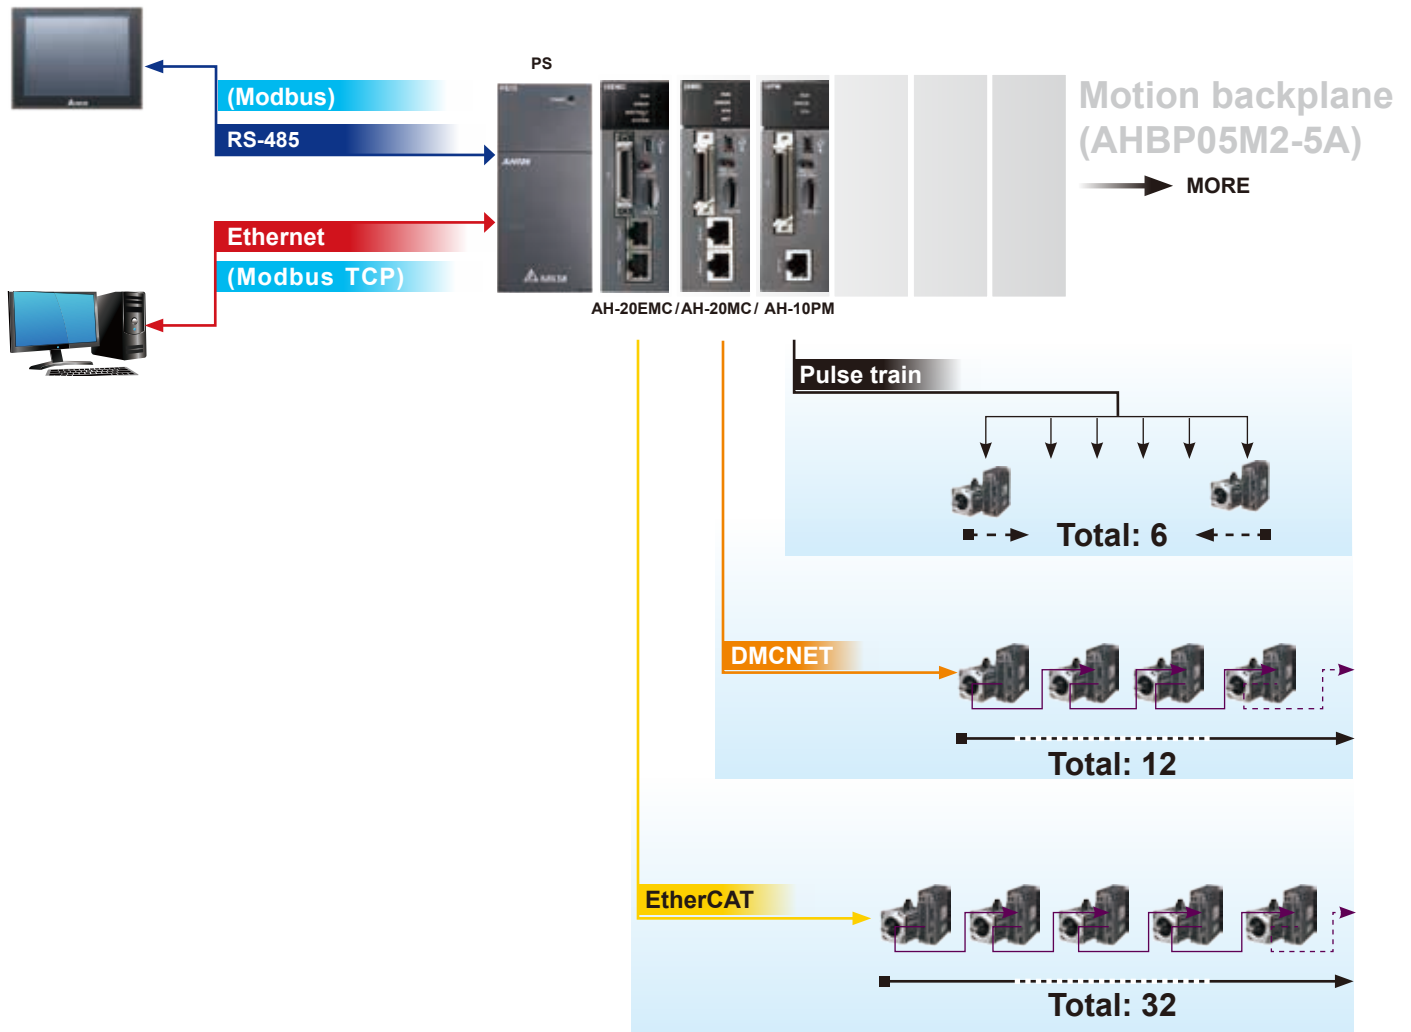 PS
(Modbus)
RS-485
Motion backplane
(AHBP05M2-5A)
MORE
Ethernet
(Modbus TCP)
AH-20EMC/AH-20MC/ AH-10PM
Pulse train
Total: 6
DMCNET
Total: 12
EtherCAT
Total: 32